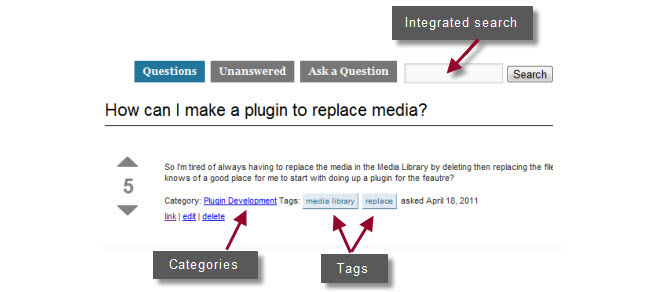 Integrated search
Questions Unanswered Ask a Question Search
How can I make a plugin to replace media?
So I'm tired of always having to replace the media in the Media Library by deleting then replacing the file
5
knows of a good place for me to start with doing up a plugin for the feautre?
Category: Plugin Development Tags: media library replace asked April 18, 2011
link | edit | delete
Categories Tags